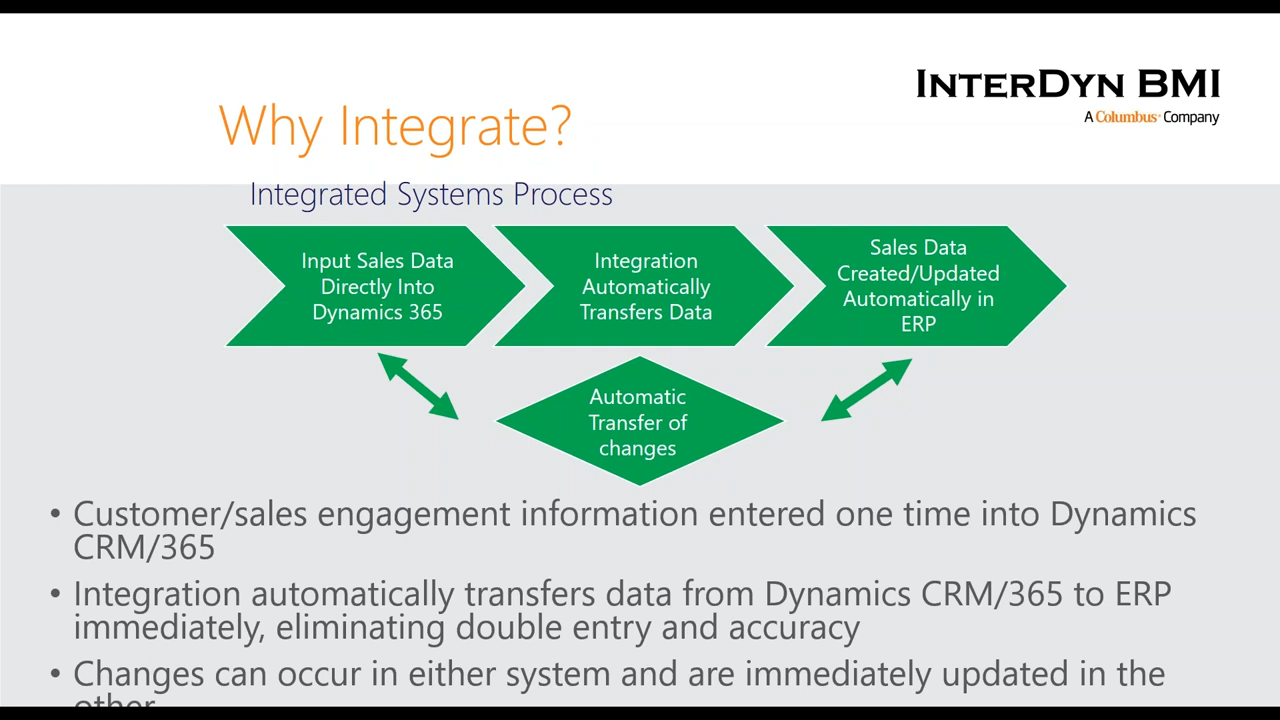 INTERDYN BMI
A Columbus Company
Why Integrate?
Integrated Systems Process
Input Sales Data
Directly Into
Dynamics 365
Integration
Automatically
Transfers Data
Sales Data
Created/Updated
Automatically in
ERP
Automatic
Transfer of
changes
• Customer/sales engagement information entered one time into Dynamics
CRM/365
• Integration automatically transfers data from Dynamics CRM/365 to ERP
immediately, eliminating double entry and accuracy
• Changes can occur in either system and are immediately updated in the
other